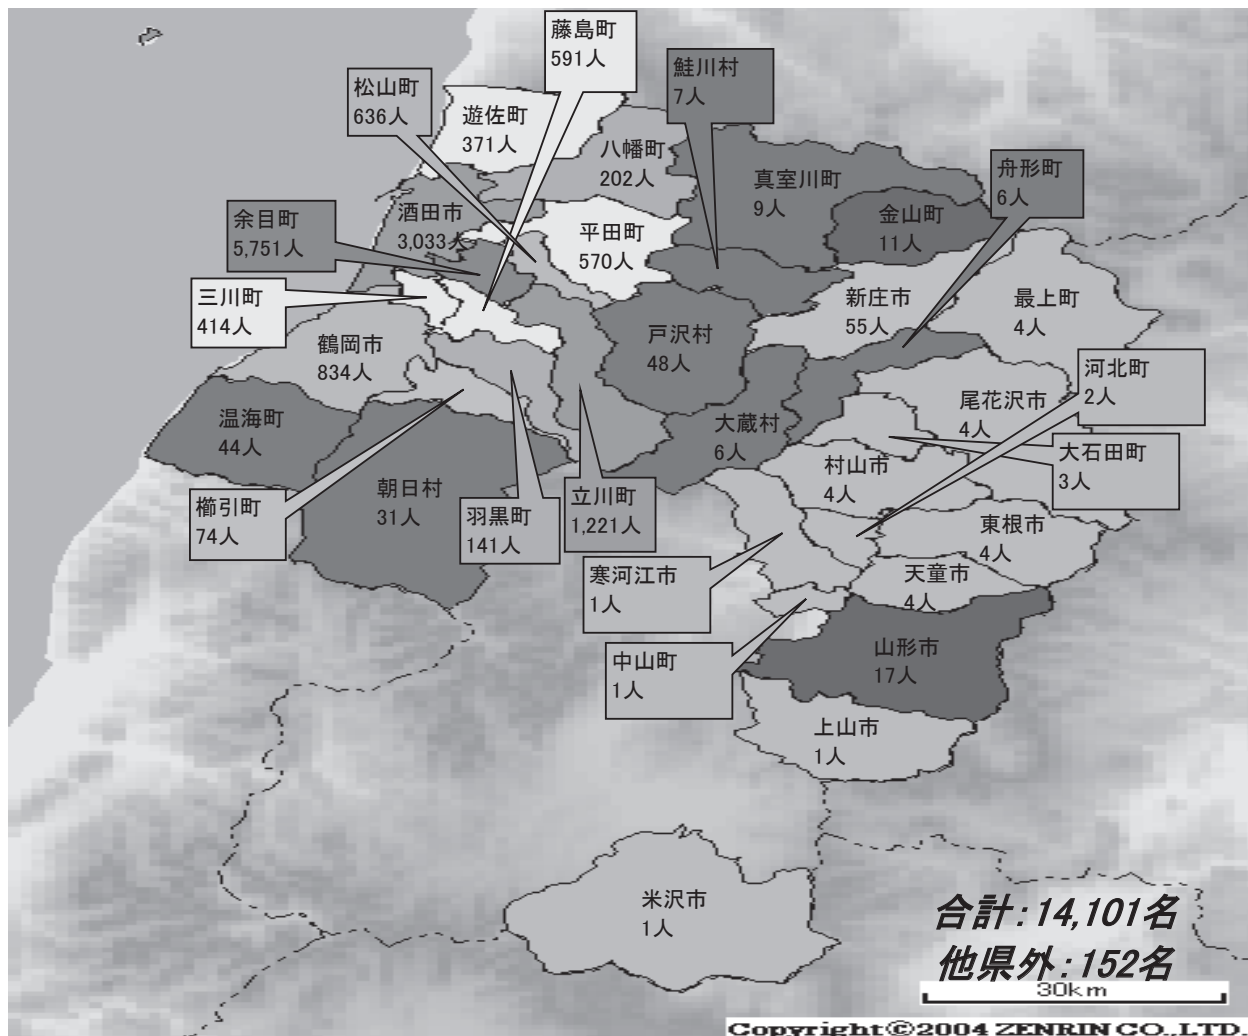 藤島町
591人
鮭川村
7人
松山町
636人
遊佐町
371人
八幡町
202人
真室川町
9人
舟形町
6人
余目町
5,751人
酒田市
3,033人
平田町
570人
金山町
11人
三川町
414人
新庄市
55人
最上町
4人
鶴岡市
834人
戸沢村
48人
河北町
2人
温海町
44人
大蔵村
6人
尾花沢市
4人
大石田町
3人
村山市
4人
朝日村
31人
櫛引町
74人
羽黒町
141人
立川町
1,221人
東根市
4人
寒河江市
1人
天童市
4人
中山町
1人
山形市
17人
上山市
1人
米沢市
1人
合計:14,101名
他県外:152名
30km
Copyright©2004 ZENRIN CO.,LTD.